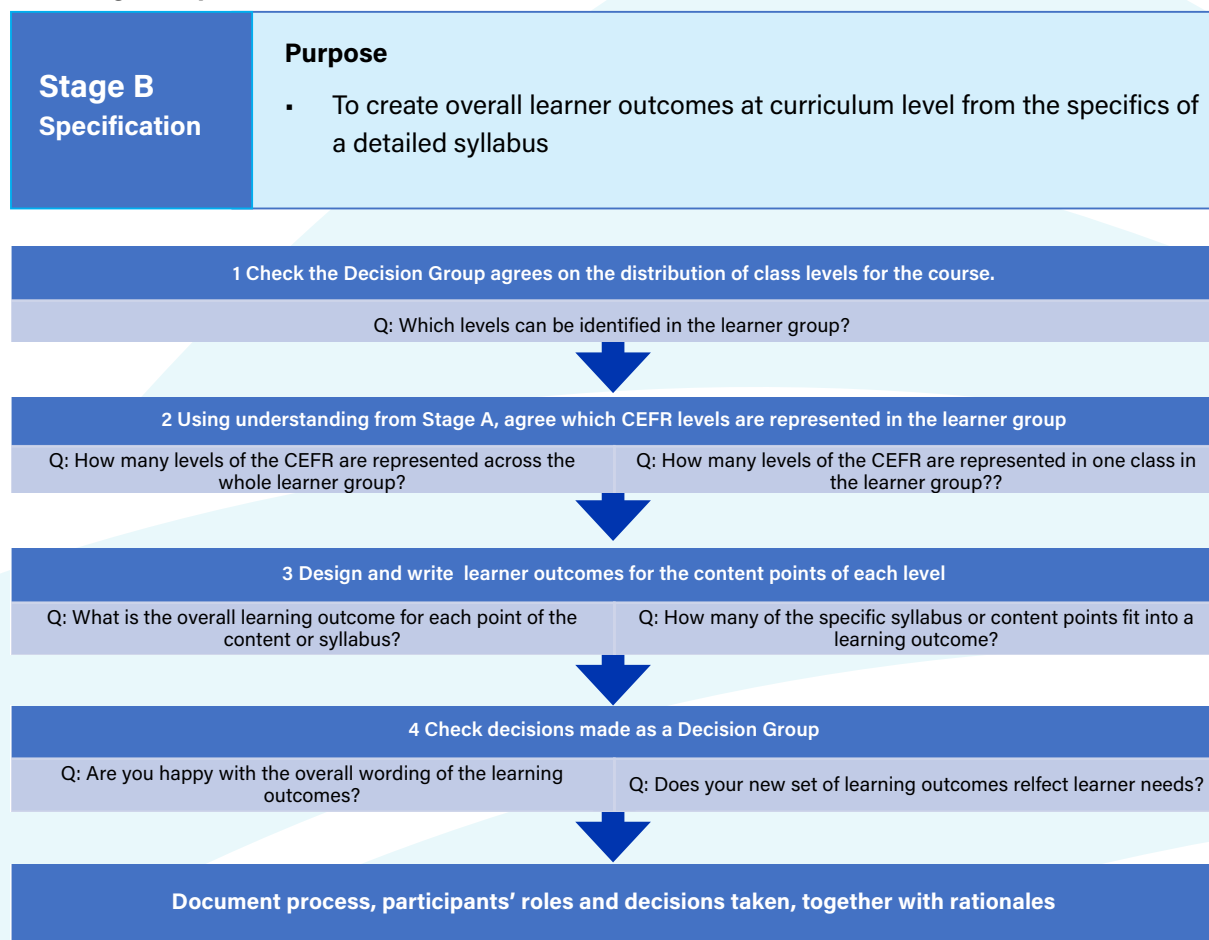 Stage B
Specification
Purpose
▪ To create overall learner outcomes at curriculum level from the specifics of
a detailed syllabus
1 Check the Decision Group agrees on the distribution of class levels for the course.
Q: Which levels can be identified in the learner group?
2 Using understanding from Stage A, agree which CEFR levels are represented in the learner group
Q: How many levels of the CEFR are represented across the
whole learner group?
Q: How many levels of the CEFR are represented in one class in
the learner group??
3 Design and write  learner outcomes for the content points of each level
Q: What is the overall learning outcome for each point of the
content or syllabus?
Q: How many of the specific syllabus or content points fit into a
learning outcome?
4 Check decisions made as a Decision Group
Q: Are you happy with the overall wording of the learning
outcomes?
Q: Does your new set of learning outcomes relfect learner needs?
Document process, participants’ roles and decisions taken, together with rationales